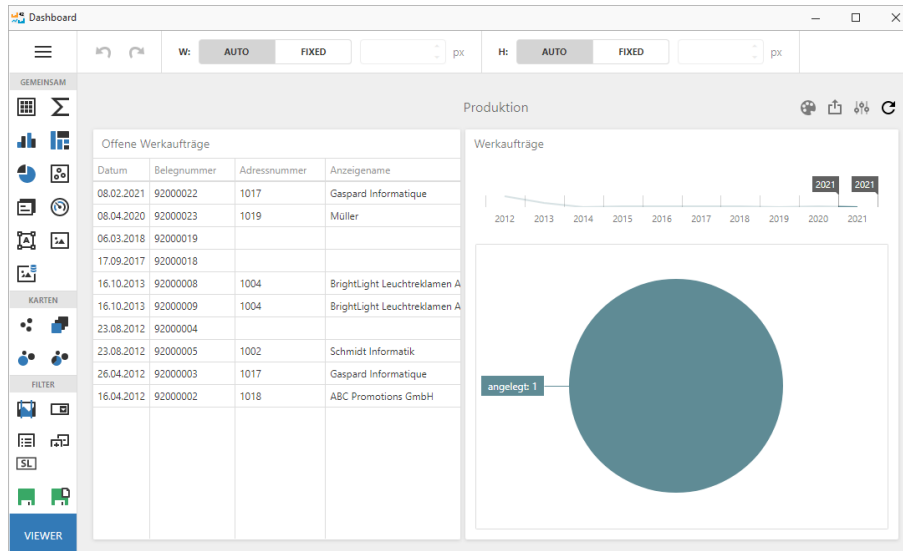 Dashboard
W: AUTO FIXED px H: AUTO FIXED px
GEMEINSAM
KARTEN
FILTER
SL
VIEWER
Produktion
Offene Werkaufträge
Datum Belegnummer Adressnummer Anzeigename
08.02.2021 92000022 1017 Gaspard Informatique
08.04.2020 92000023 1019 Müller
06.03.2018 92000019
17.09.2017 92000018
16.10.2013 92000008 1004 BrightLight Leuchtreklamen A
16.10.2013 92000009 1004 BrightLight Leuchtreklamen A
23.08.2012 92000004
23.08.2012 92000005 1002 Schmidt Informatik
26.04.2012 92000003 1017 Gaspard Informatique
16.04.2012 92000002 1018 ABC Promotions GmbH
Werkaufträge
2021 2021
2012 2013 2014 2015 2016 2017 2018 2019 2020 2021
angelegt: 1